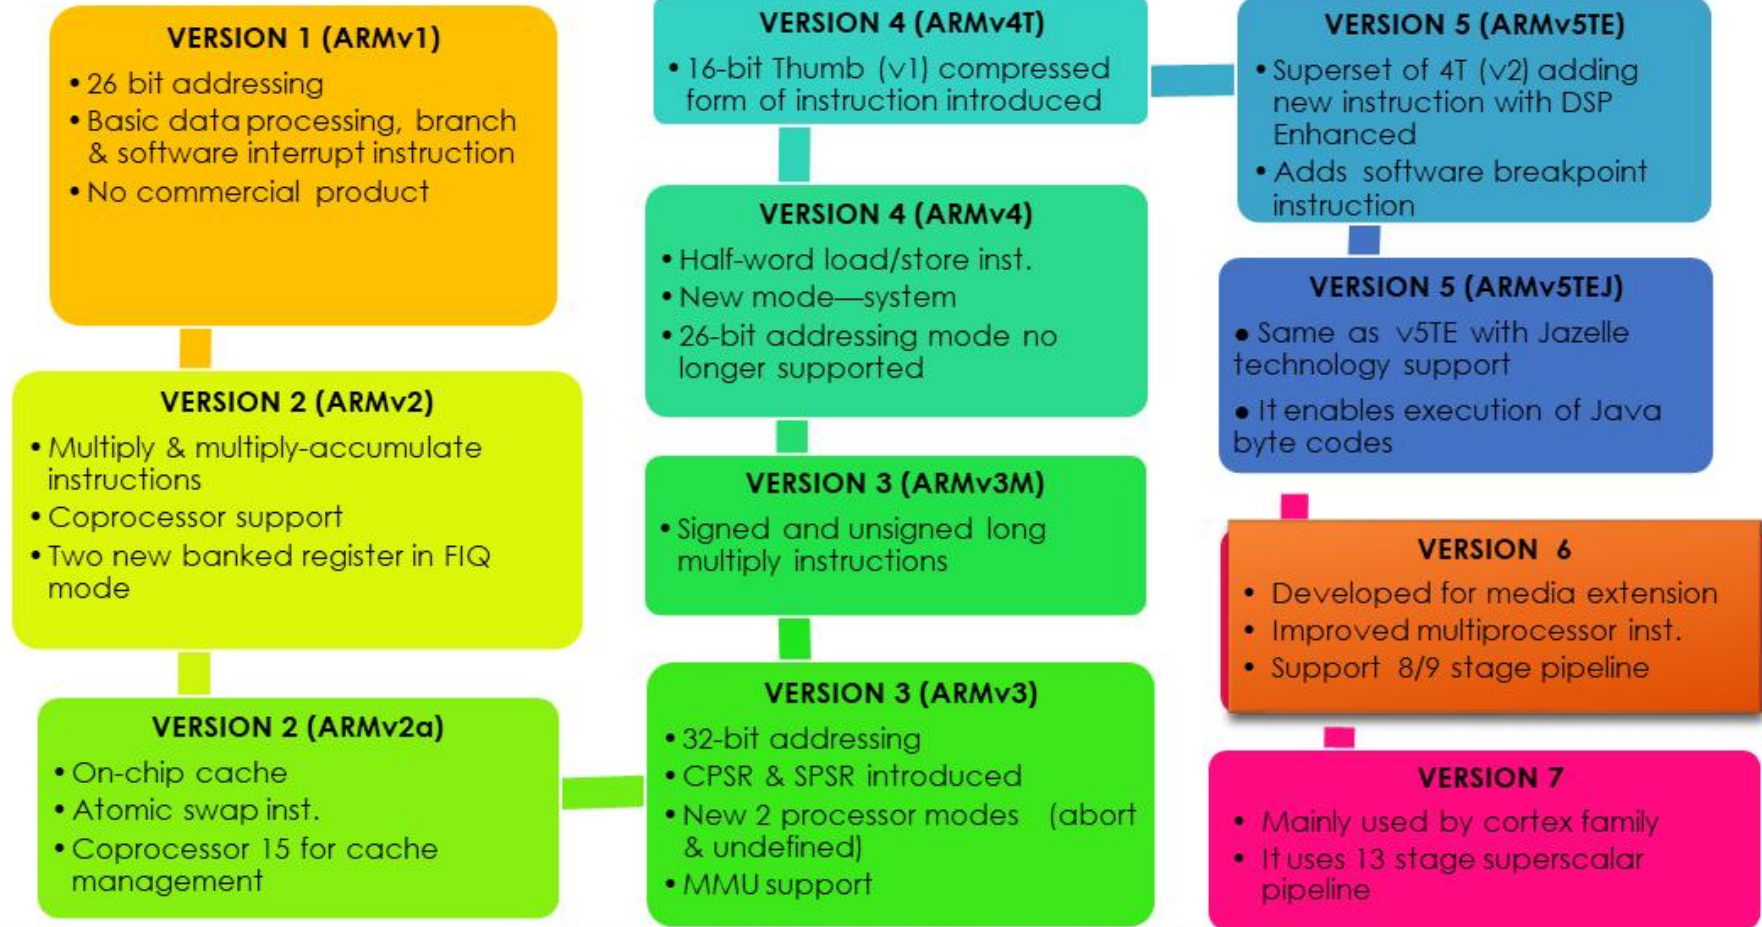 VERSION 1 (ARMv1)
• 26 bit addressing
• Basic data processing, branch
& software interrupt instruction
• No commercial product
VERSION 2 (ARMv2)
• Multiply & multiply-accumulate
instructions
• Coprocessor support
• Two new banked register in FIQ
mode
VERSION 2 (ARMv2a)
• On-chip cache
• Atomic swap inst.
• Coprocessor 15 for cache
management
VERSION 3 (ARMv3)
• 32-bit addressing
• CPSR & SPSR introduced
• New 2 processor modes (abort
& undefined)
• MMU support
VERSION 3 (ARMv3M)
• Signed and unsigned long
multiply instructions
VERSION 4 (ARMv4)
• Half-word load/store inst.
• New mode—system
• 26-bit addressing mode no
longer supported
VERSION 4 (ARMv4T)
• 16-bit Thumb (v1) compressed
form of instruction introduced
VERSION 5 (ARMv5TE)
• Superset of 4T (v2) adding
new instruction with DSP
Enhanced
• Adds software breakpoint
instruction
VERSION 5 (ARMv5TEJ)
● Same as v5TE with Jazelle
technology support
● It enables execution of Java
byte codes
VERSION 6
• Developed for media extension
• Improved multiprocessor inst.
• Support 8/9 stage pipeline
VERSION 7
• Mainly used by cortex family
• It uses 13 stage superscalar
pipeline